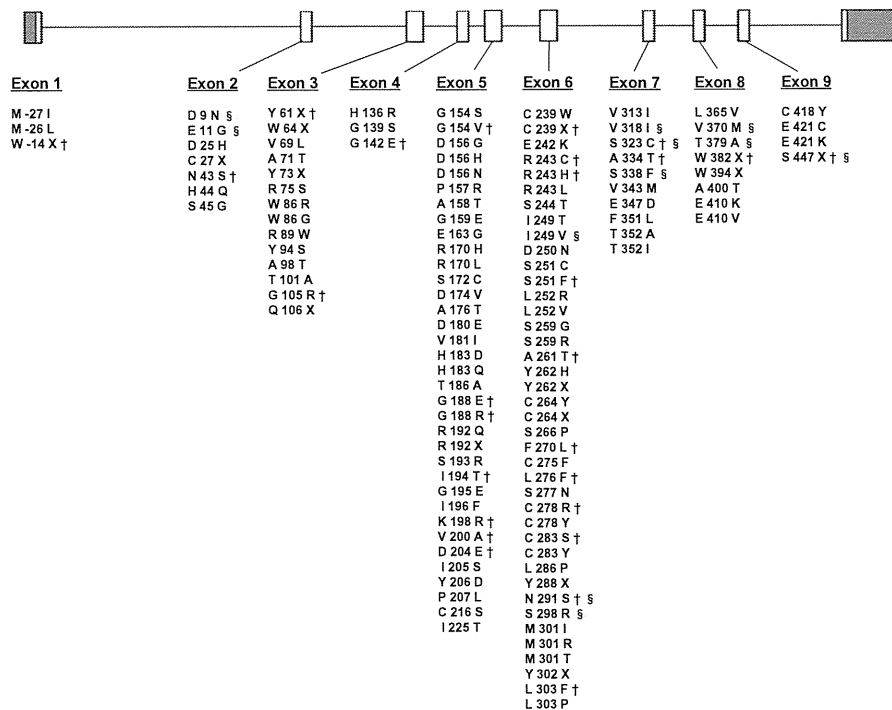 Exon 1
M -27 I
M -26 L
W -14 X †
Exon 2
D 9 N §
E 11 G §
D 25 H
C 27 X
N 43 S †
H 44 Q
S 45 G
Exon 3
Y 61 X †
W 64 X
V 69 L
A 71 T
Y 73 X
R 75 S
W 86 R
W 86 G
R 89 W
Y 94 S
A 98 T
T 101 A
G 105 R †
Q 106 X
Exon 4
H 136 R
G 139 S
G 142 E †
Exon 5
G 154 S
G 154 V †
D 156 G
D 156 H
D 156 N
P 157 R
A 158 T
G 159 E
E 163 G
R 170 H
R 170 L
S 172 C
D 174 V
A 176 T
D 180 E
V 181 I
H 183 D
H 183 Q
T 186 A
G 188 E †
G 188 R †
R 192 Q
R 192 X
S 193 R
I 194 T †
G 195 E
I 196 F
K 198 R †
V 200 A †
D 204 E †
I 205 S
Y 206 D
P 207 L
C 216 S
I 225 T
Exon 6
C 239 W
C 239 X †
E 242 K
R 243 C †
R 243 H †
R 243 L
S 244 T
I 249 T
I 249 V §
D 250 N
S 251 C
S 251 F †
L 252 R
L 252 V
S 259 G
S 259 R
A 261 T †
Y 262 H
Y 262 X
C 264 Y
C 264 X
S 266 P
F 270 L †
C 275 F
L 276 F †
S 277 N
C 278 R †
C 278 Y
C 283 S †
C 283 Y
L 286 P
Y 288 X
N 291 S † §
S 298 R §
M 301 I
M 301 R
M 301 T
Y 302 X
L 303 F †
L 303 P
Exon 7
V 313 I
V 318 I §
S 323 C † §
A 334 T †
S 338 F §
V 343 M
E 347 D
F 351 L
T 352 A
T 352 I
Exon 8
L 365 V
V 370 M §
T 379 A §
W 382 X †
W 394 X
A 400 T
E 410 K
E 410 V
Exon 9
C 418 Y
E 421 C
E 421 K
S 447 X † §